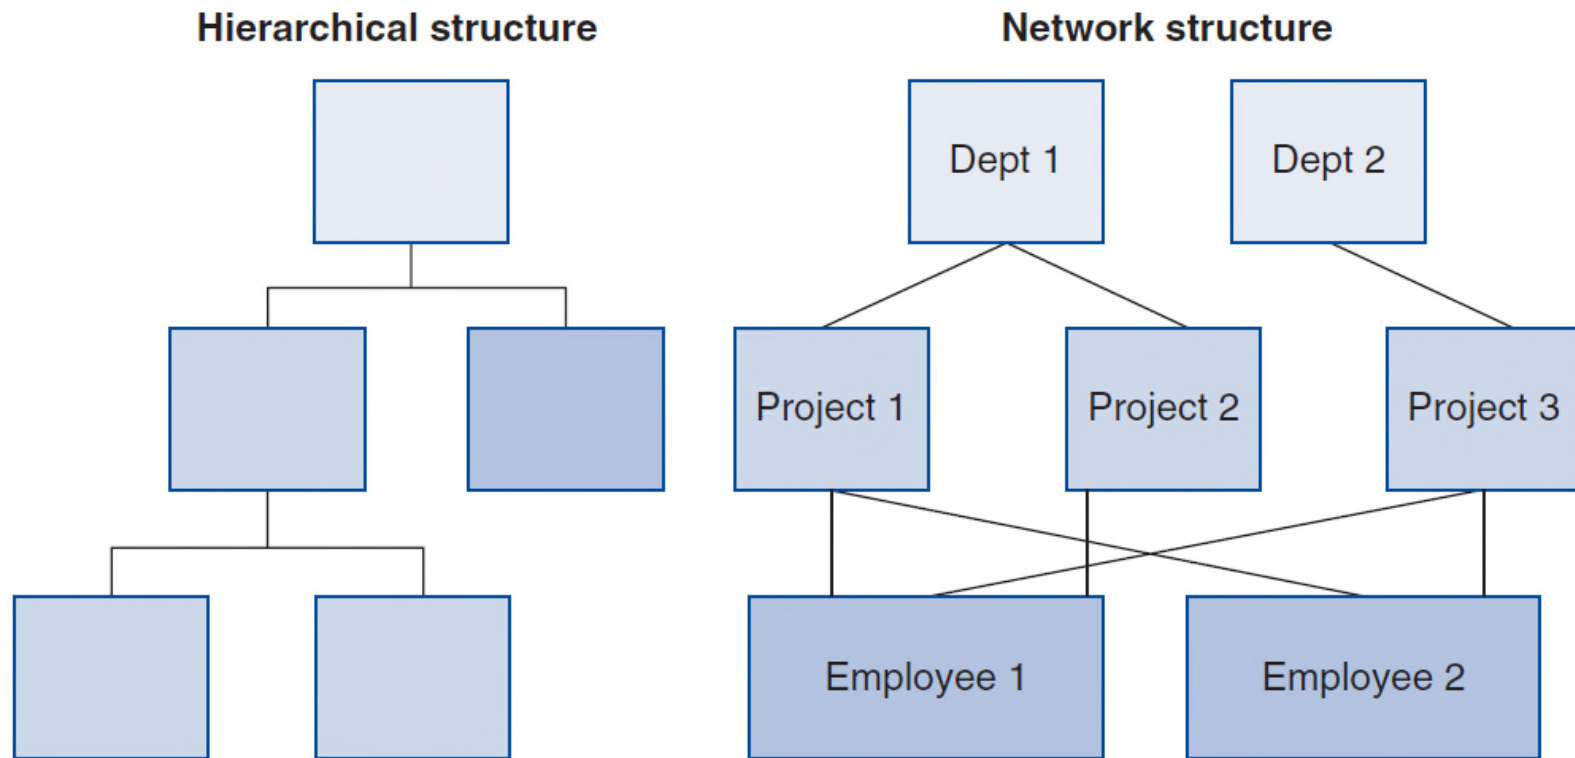 Hierarchical structure
Network structure
Dept 1
Dept 2
Project 1
Project 2
Project 3
Employee 1
Employee 2